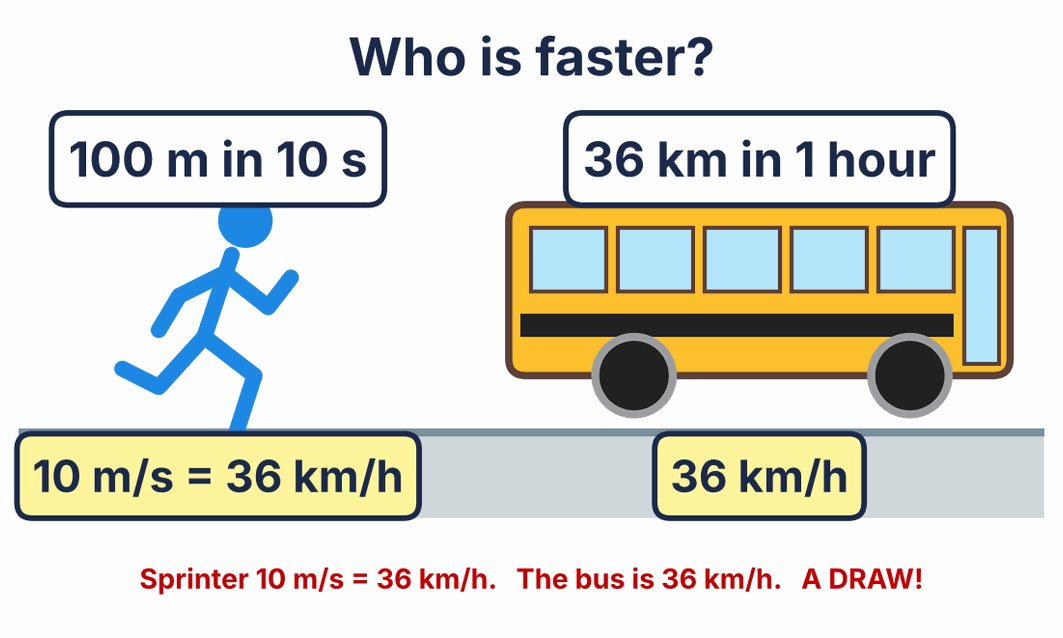 Who is faster?
100 m in 10 s
36 km in 1 hour
10 m/s = 36 km/h
36 km/h
Sprinter 10 m/s = 36 km/h. The bus is 36 km/h. A DRAW!